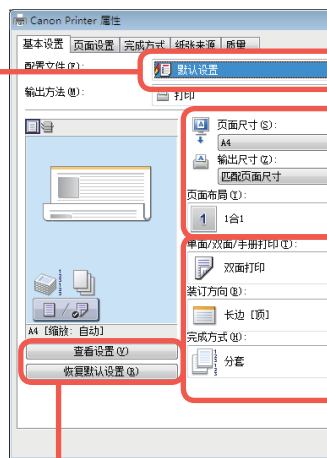 Canon Printer 属性
基本设置 页面设置 完成方式 纸张来源 质量
配置文件(F): 默认设置
输出方法(M): 打印
页面尺寸(S):
A4
输出尺寸(Z):
匹配页面尺寸
页面布局(I):
1 1合1
单面/双面/手册打印(T):
双面打印
装订方向(B):
长边 [顶]
完成方式(H):
分套
A4 [缩放: 自动]
查看设置(V)
恢复默认设置(R)